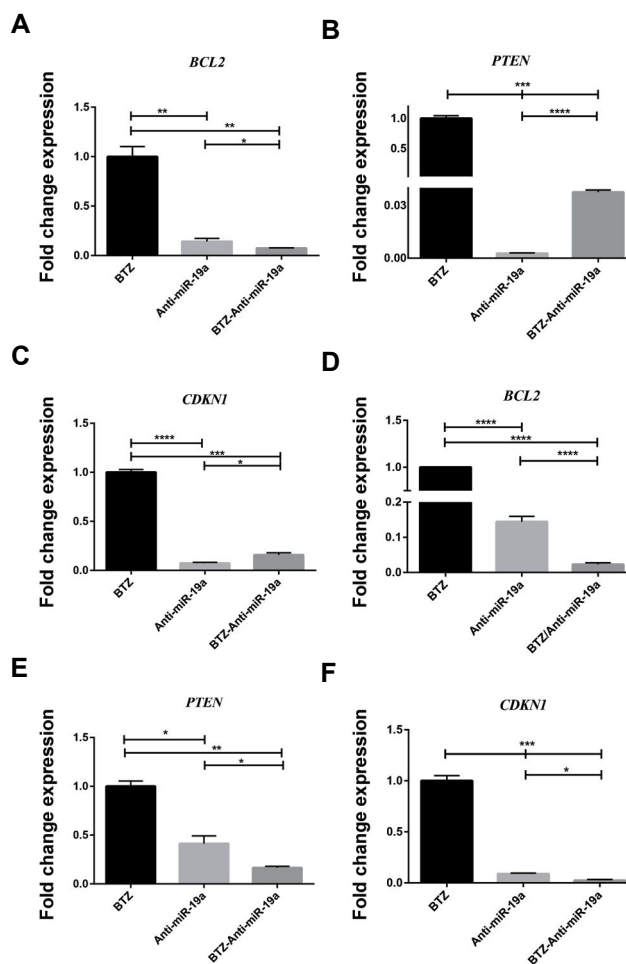 A
BCL2
Fold change expression
1.5
1.0
0.5
0.0
**
**
*
BTZ
Anti-miR-19a
BTZ-Anti-miR-19a
B
PTEN
Fold change expression
1.0
0.5
0.03
0.00
***
****
BTZ
Anti-miR-19a
BTZ-Anti-miR-19a
C
CDKN1
Fold change expression
1.5
1.0
0.5
0.0
****
***
*
BTZ
Anti-miR-19a
BTZ-Anti-miR-19a
D
BCL2
Fold change expression
1.5
1.0
0.2
0.1
0.0
****
****
****
BTZ
Anti-miR-19a
BTZ/Anti-miR-19a
E
PTEN
Fold change expression
1.5
1.0
0.5
0.0
*
**
*
BTZ
Anti-miR-19a
BTZ-Anti-miR-19a
F
CDKN1
Fold change expression
1.5
1.0
0.5
0.0
***
*
BTZ
Anti-miR-19a
BTZ-Anti-miR-19a